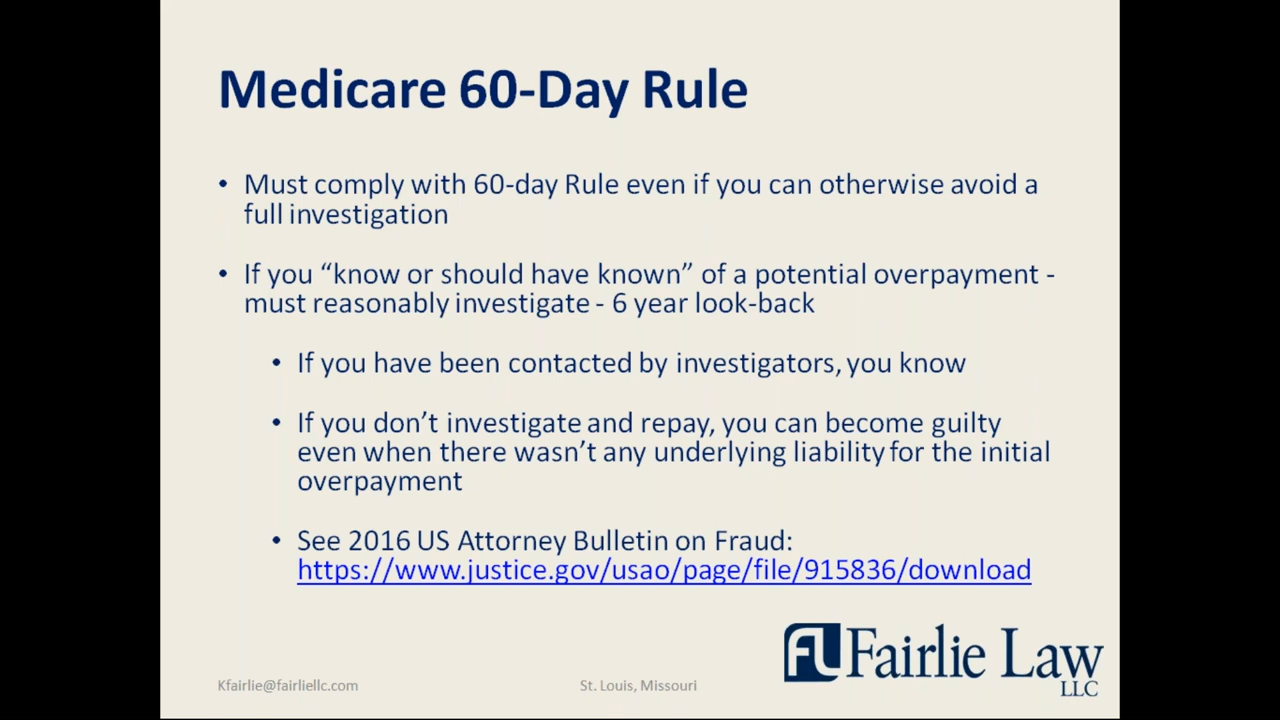 Medicare 60-Day Rule
• Must comply with 60-day Rule even if you can otherwise avoid a
full investigation
• If you “know or should have known” of a potential overpayment -
must reasonably investigate - 6 year look-back
• If you have been contacted by investigators, you know
• If you don’t investigate and repay, you can become guilty
even when there wasn’t any underlying liability for the initial
overpayment
• See 2016 US Attorney Bulletin on Fraud:
https://www.justice.gov/usao/page/file/915836/download
FL Fairlie Law
LLC
Kfairlie@fairliellc.com
St. Louis, Missouri